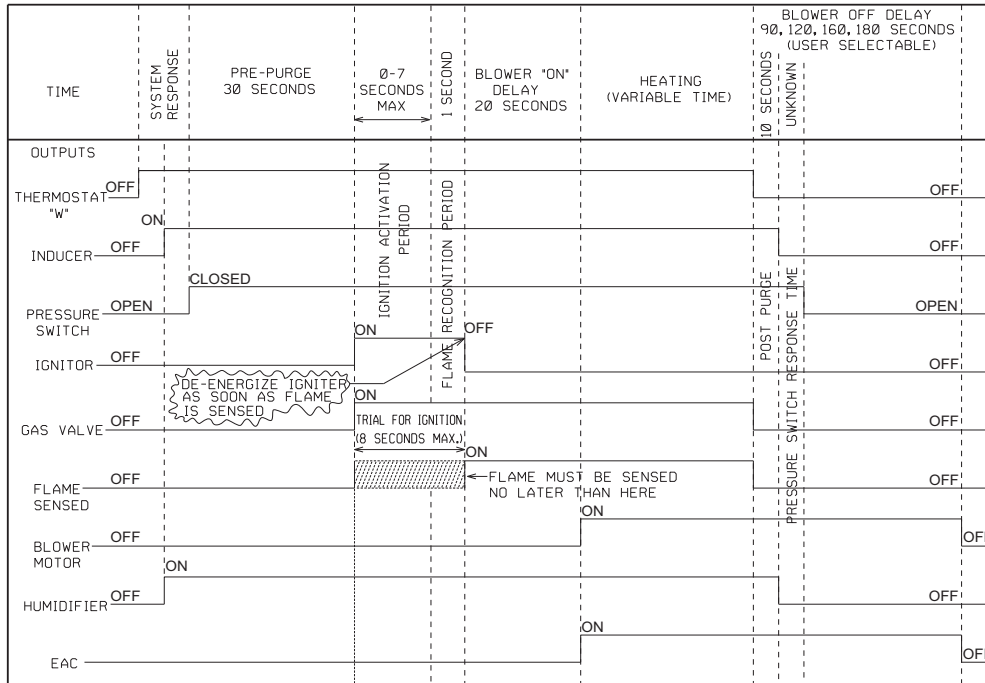 TIME
SYSTEM
RESPONSE
PRE-PURGE
30 SECONDS
0-7
SECONDS
MAX
1 SECOND
BLOWER "ON"
DELAY
20 SECONDS
HEATING
(VARIABLE TIME)
10 SECONDS
UNKNOWN
BLOWER OFF DELAY
90,120,160,180 SECONDS
(USER SELECTABLE)
OUTPUTS
THERMOSTAT
"W"
OFF
OFF
IGNITION ACTIVATION
PERIOD
FLAME RECOGNITION PERIOD
POST PURGE
PRESSURE SWITCH RESPONSE TIME
ON
INDUCER
OFF
OFF
CLOSED
PRESSURE
SWITCH
OPEN
OPEN
ON
OFF
IGNITOR
OFF
OFF
DE-ENERGIZE IGNITER
AS SOON AS FLAME
IS SENSED
ON
GAS VALVE
OFF
OFF
TRIAL FOR IGNITION
(8 SECONDS MAX.)
ON
FLAME
SENSED
OFF
FLAME MUST BE SENSED
NO LATER THAN HERE
OFF
ON
BLOWER
MOTOR
OFF
OFF
ON
HUMIDIFIER
OFF
OFF
ON
EAC
OFF